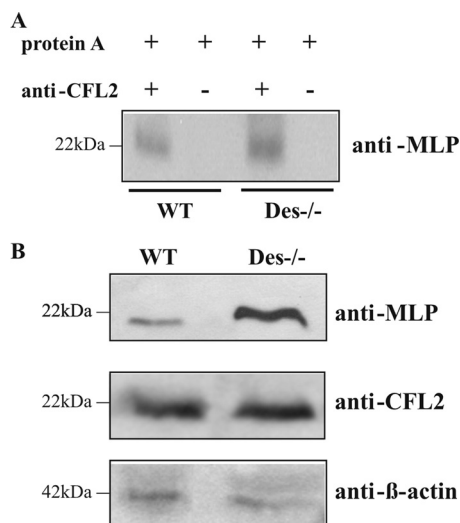 A
protein A + + + +
anti-CFL2 + - + -
22kDa anti-MLP
WT Des-/-
B
WT Des-/-
22kDa anti-MLP
22kDa anti-CFL2
42kDa anti-ß-actin